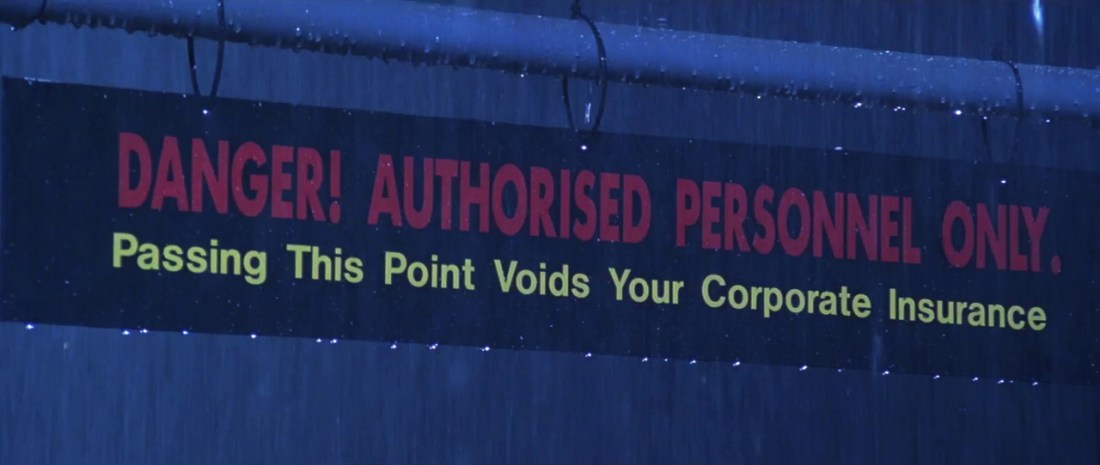 DANGER! AUTHORISED PERSONNEL ONLY.
Passing This Point Voids Your Corporate Insurance